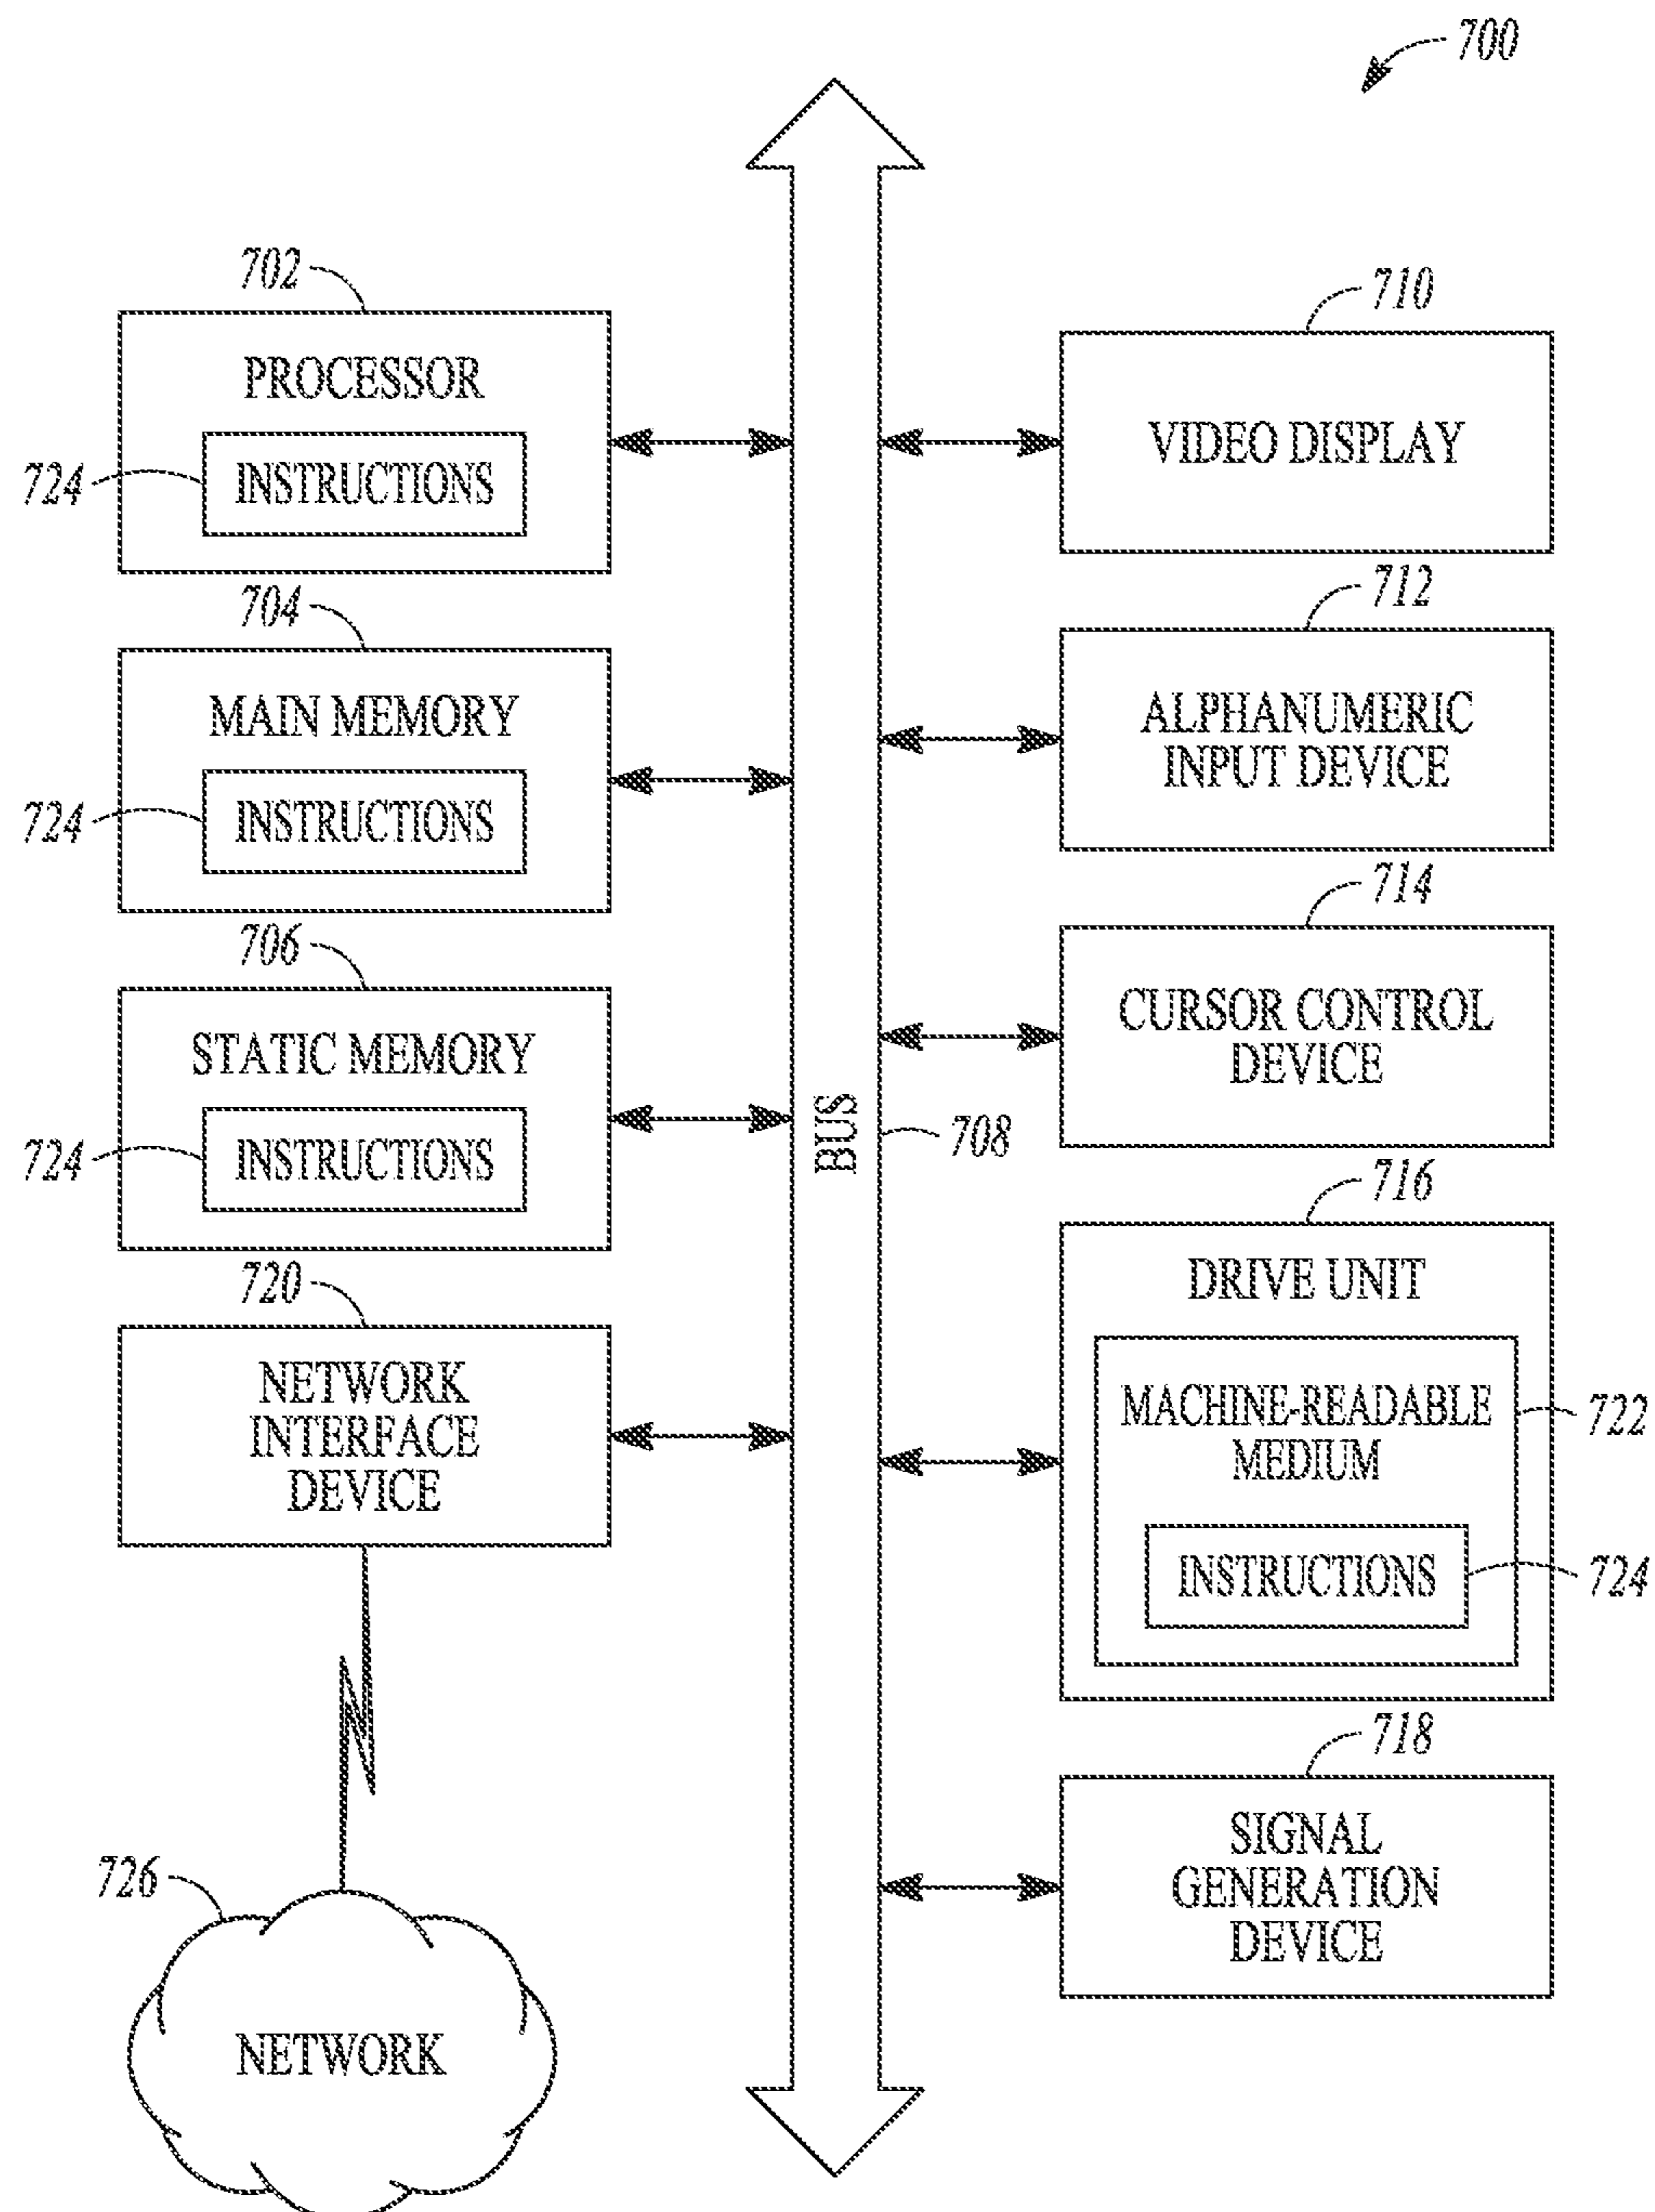 700
702
PROCESSOR
724
INSTRUCTIONS
704
MAIN MEMORY
724
INSTRUCTIONS
706
STATIC MEMORY
724
INSTRUCTIONS
720
NETWORK
INTERFACE
DEVICE
726
NETWORK
BUS
708
710
VIDEO DISPLAY
712
ALPHANUMERIC
INPUT DEVICE
714
CURSOR CONTROL
DEVICE
716
DRIVE UNIT
MACHINE-READABLE
MEDIUM
722
INSTRUCTIONS
724
718
SIGNAL
GENERATION
DEVICE